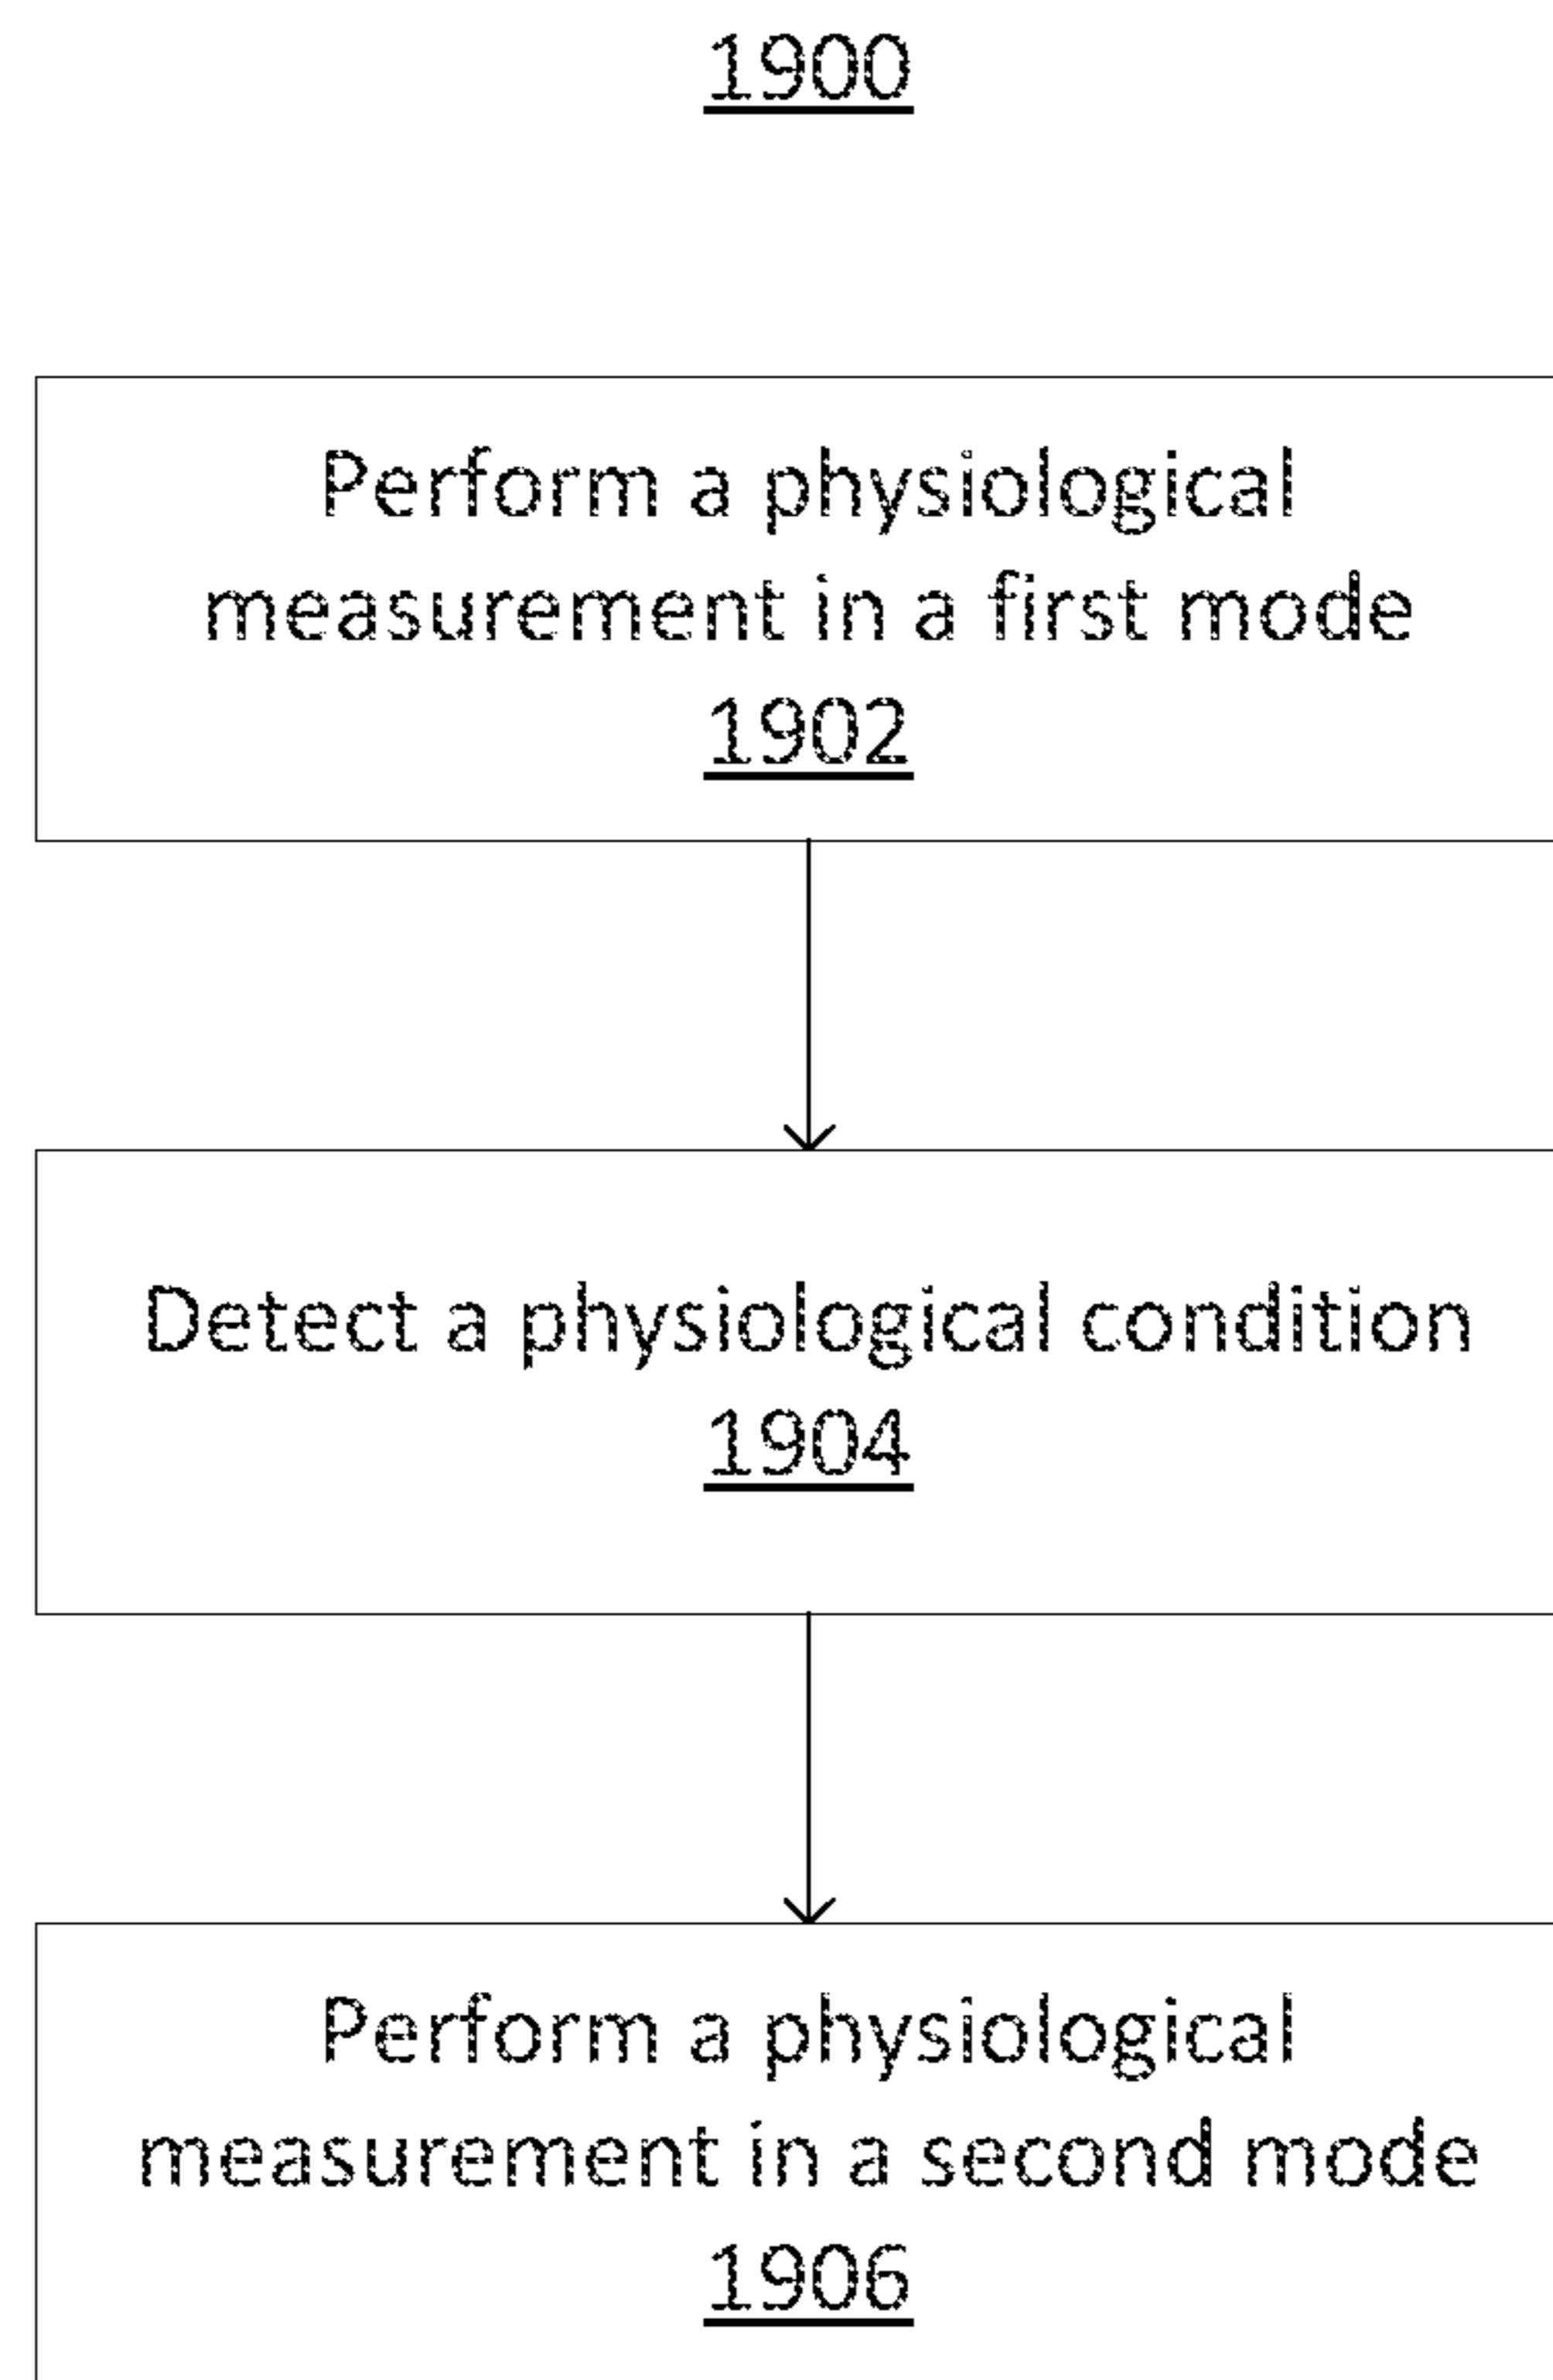 1900
Perform a physiological
measurement in a first mode
1902
Detect a physiological condition
1904
Perform a physiological
measurement in a second mode
1906